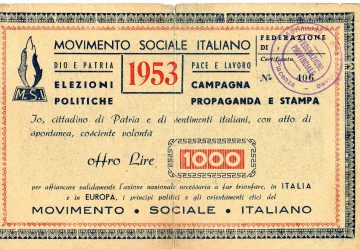 MOVIMENTO SOCIALE ITALIANO
FEDERAZIONE
DI
DIO E PATRIA
1953
PACE E LAVORO
Certificato
N° 406
ELEZIONI
POLITICHE
CAMPAGNA
PROPAGANDA E STAMPA
MSI
Io, cittadino di Patria e di sentimenti italiani, con atto di
spontanea, cosciente volontà
offro Lire
1000
per affiancare validamente l'azione nazionale necessaria a far trionfare, in ITALIA
e in EUROPA, i principi politici e gli orientamenti etici del
MOVIMENTO • SOCIALE • ITALIANO